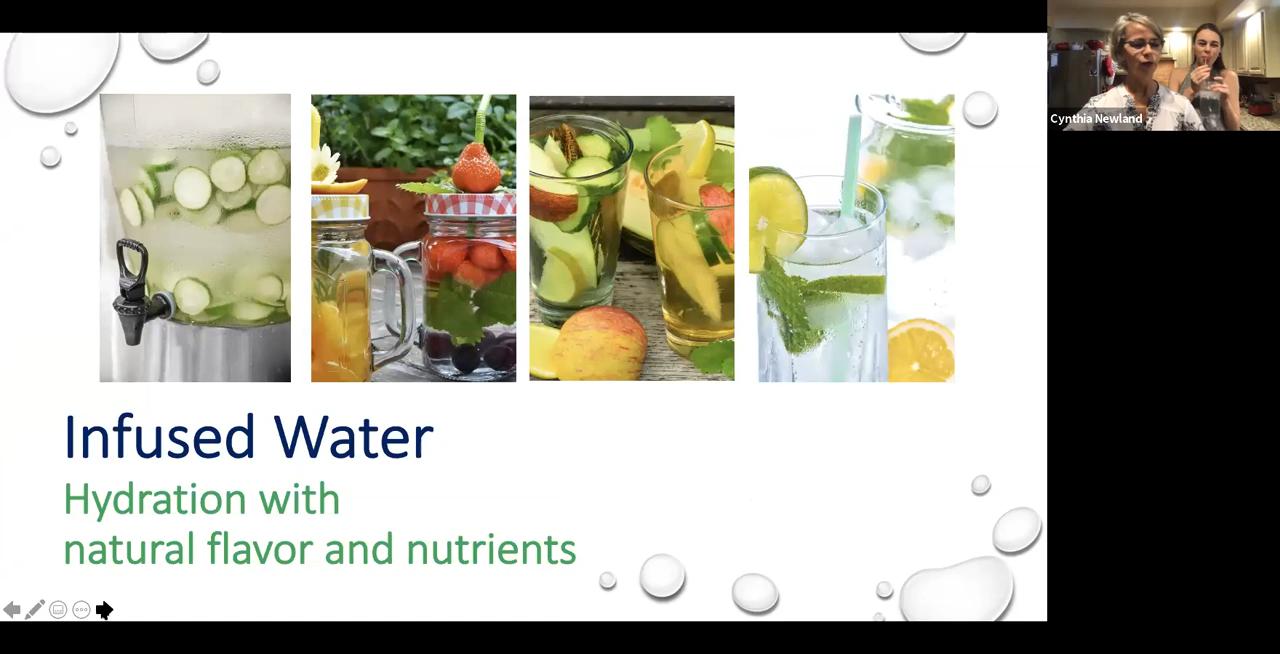 Cynthia Newland
Infused Water
Hydration with
natural flavor and nutrients